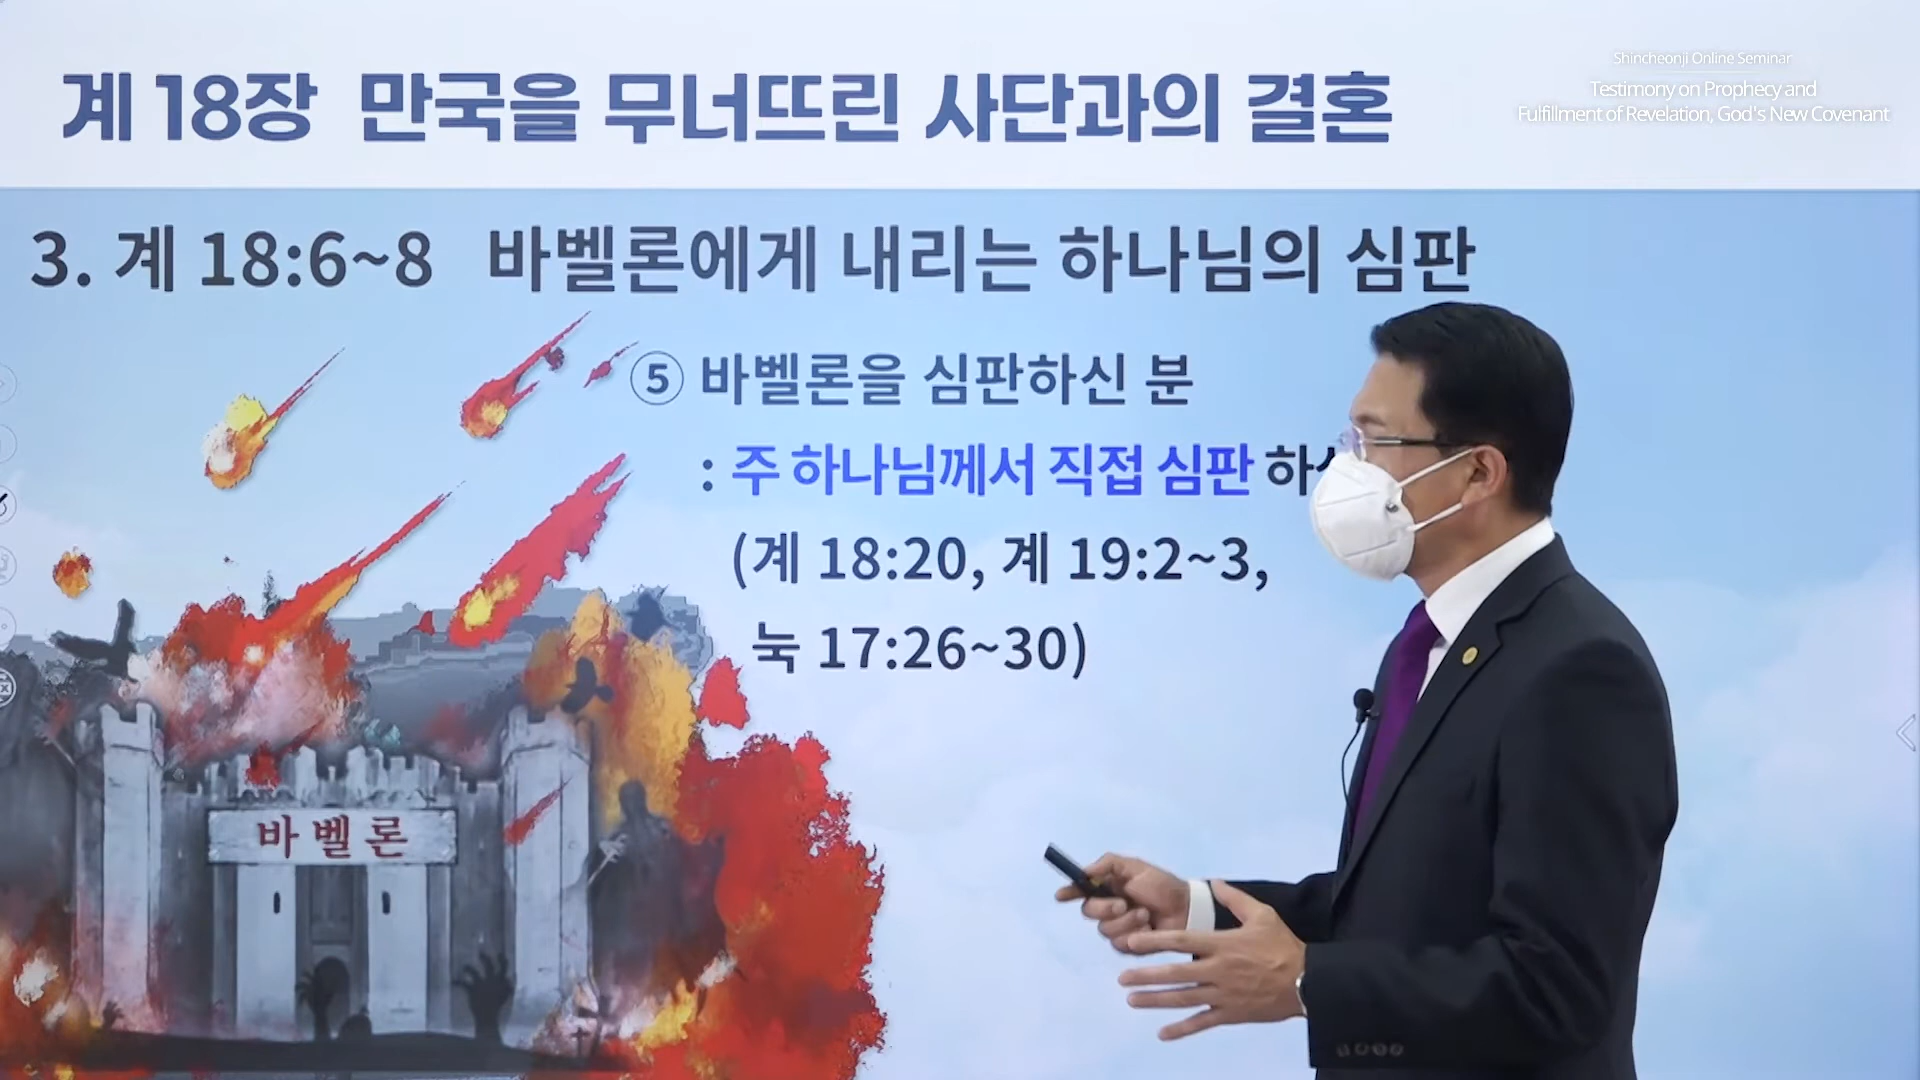 계 18장 만국을 무너뜨린 사단과의 결혼
Shincheonji Online Seminar
Testimony on Prophecy and
Fulfillment of Revelation, God's New Covenant
3. 계 18:6~8 바벨론에게 내리는 하나님의 심판
⑤ 바벨론을 심판하신 분
: 주 하나님께서 직접 심판
(계 18:20, 계 19:2~3,
눅 17:26~30)
바벨론